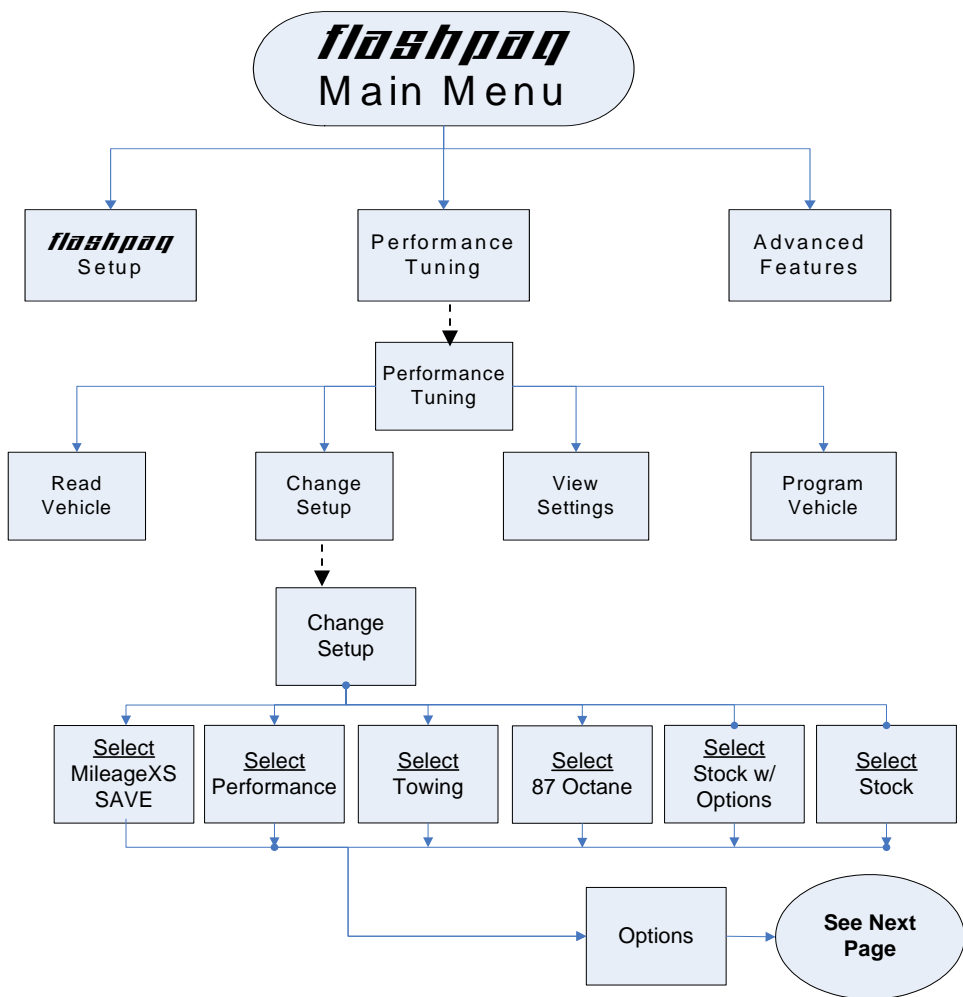 flashpaq
Main Menu
flashpaq
Setup
Performance
Tuning
Advanced
Features
Performance
Tuning
Read
Vehicle
Change
Setup
View
Settings
Program
Vehicle
Change
Setup
Select
MileageXS
SAVE
Select
Performance
Select
Towing
Select
87 Octane
Select
Stock w/
Options
Select
Stock
Options
See Next
Page